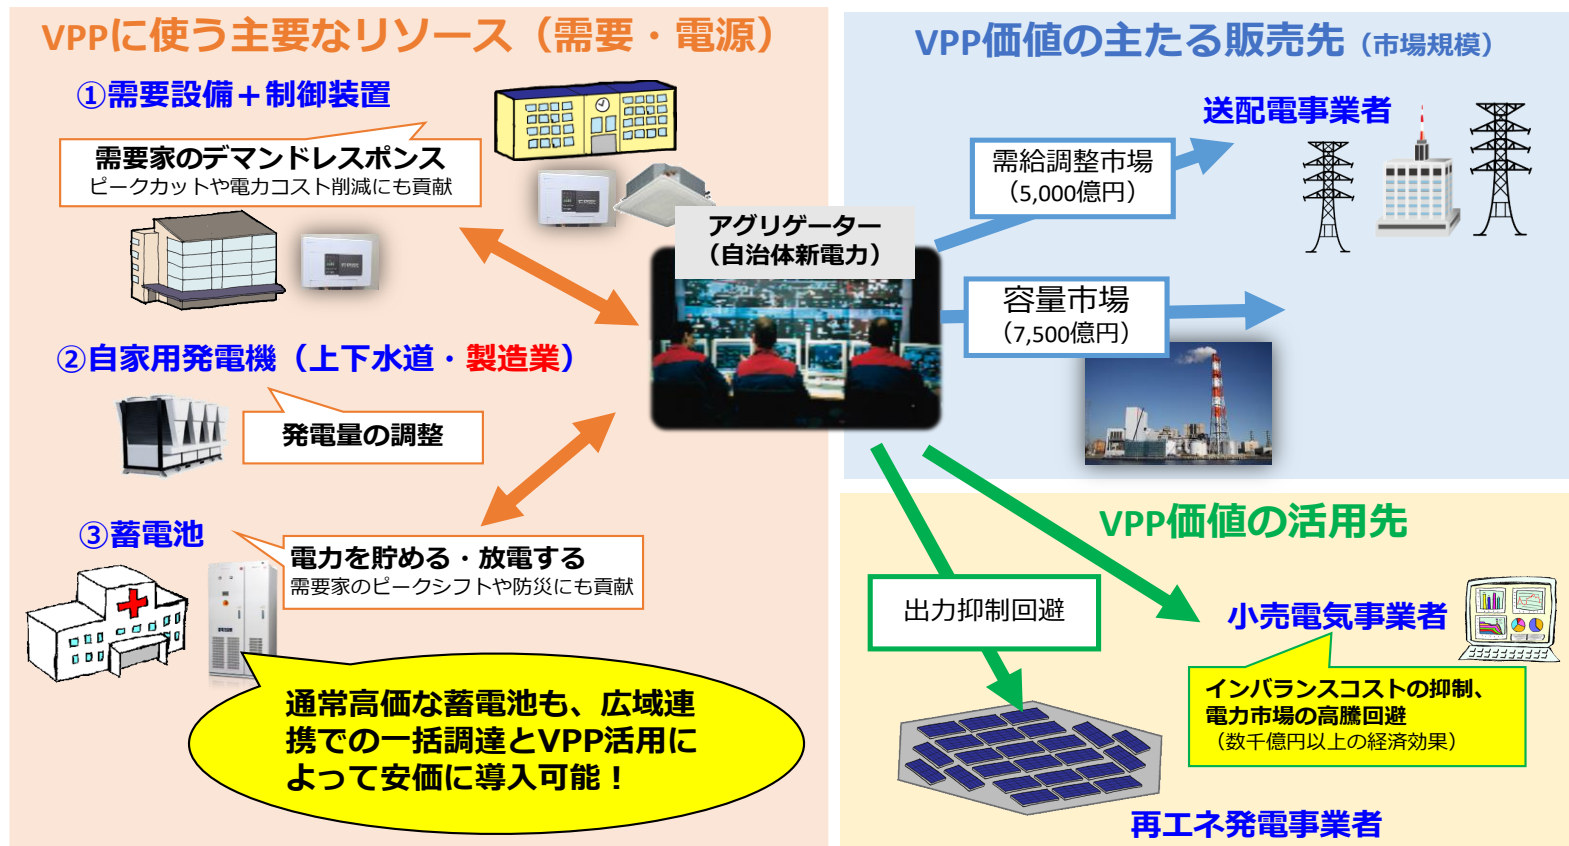 VPPに使う主要なリソース（需要・電源）
①需要設備＋制御装置
需要家のデマンドレスポンス
ピークカットや電力コスト削減にも貢献
②自家用発電機（上下水道・製造業）
発電量の調整
③蓄電池
電力を貯める・放電する
需要家のピークシフトや防災にも貢献
通常高価な蓄電池も、広域連
携での一括調達とVPP活用に
よって安価に導入可能！
アグリゲーター
（自治体新電力）
VPP価値の主たる販売先（市場規模）
送配電事業者
需給調整市場
（5,000億円）
容量市場
（7,500億円）
VPP価値の活用先
出力抑制回避
小売電気事業者
インバランスコストの抑制、
電力市場の高騰回避
（数千億円以上の経済効果）
再エネ発電事業者